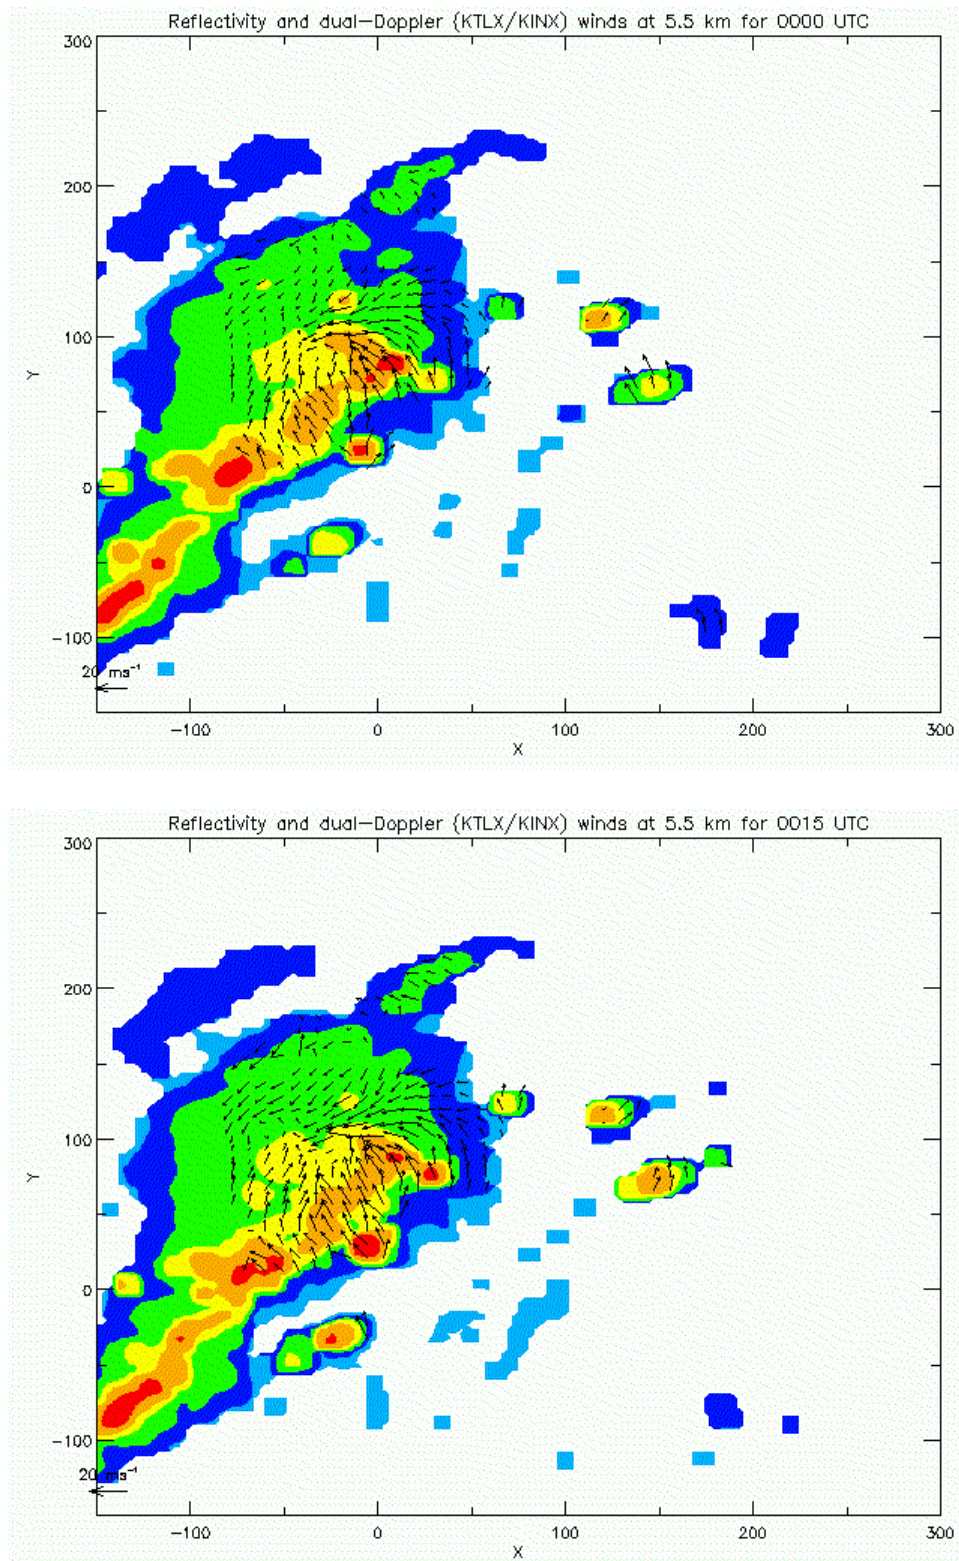 Reflectivity and dual-Doppler (KTLX/KINX) winds at 5.5 km for 0000 UTC
300
200
100
Y
0
-100
20 ms⁻¹
-100 0 100 200 300
X
Reflectivity and dual-Doppler (KTLX/KINX) winds at 5.5 km for 0015 UTC
300
200
100
Y
0
-100
20 ms⁻¹
-100 0 100 200 300
X